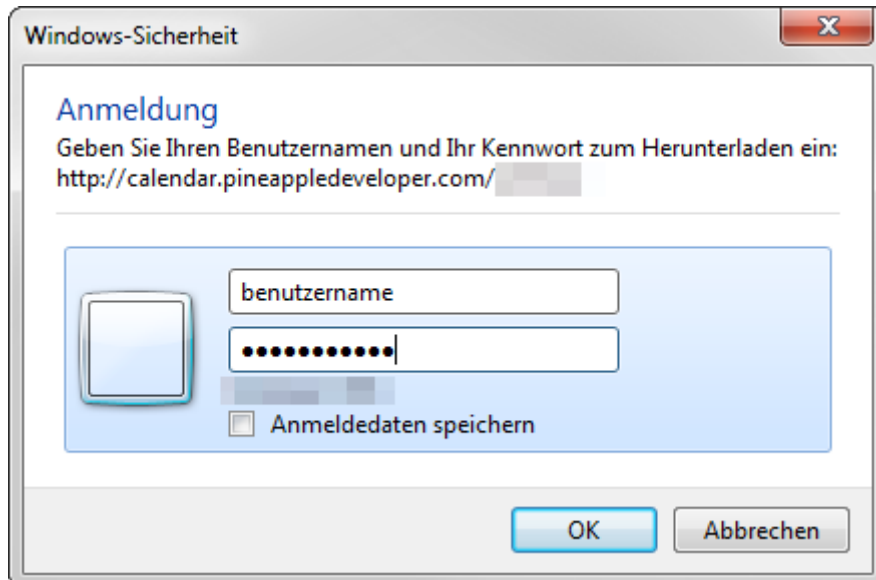 Windows-Sicherheit
Anmeldung
Geben Sie Ihren Benutzernamen und Ihr Kennwort zum Herunterladen ein:
http://calendar.pineappledeveloper.com/
benutzername
●●●●●●●●●●●
Anmeldedaten speichern
OK
Abbrechen